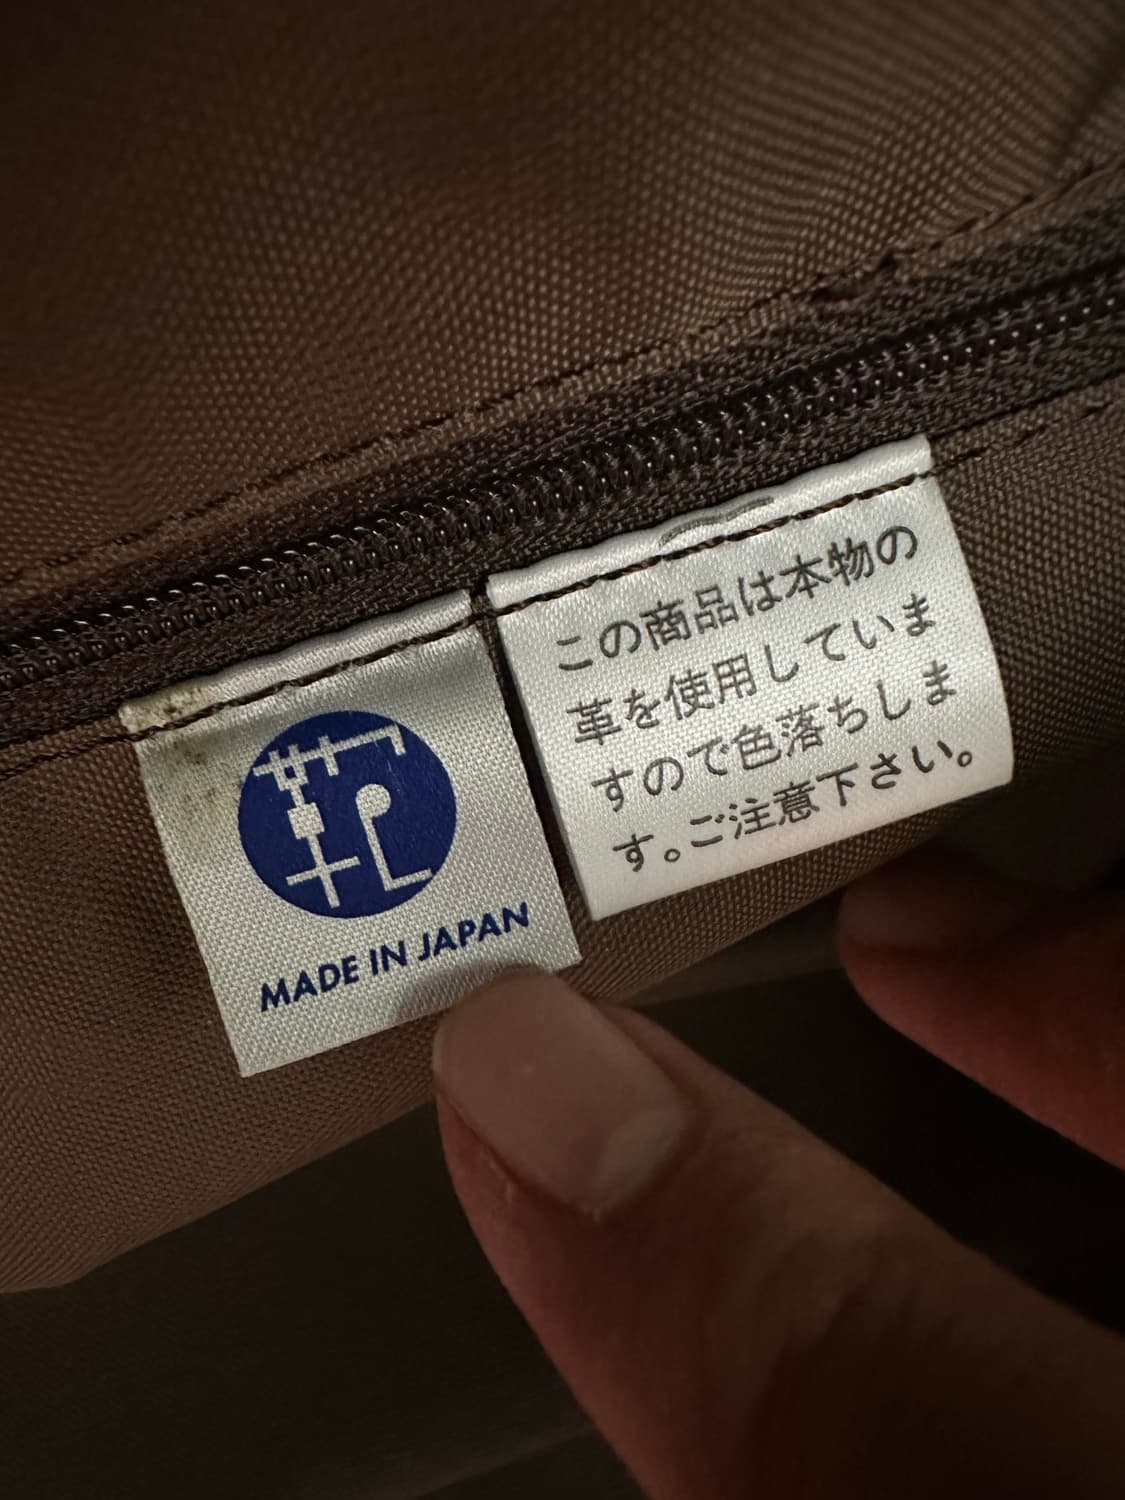 MADE IN JAPAN
この商品は本物の
革を使用していま
すので色落ちしま
す。ご注意下さい。